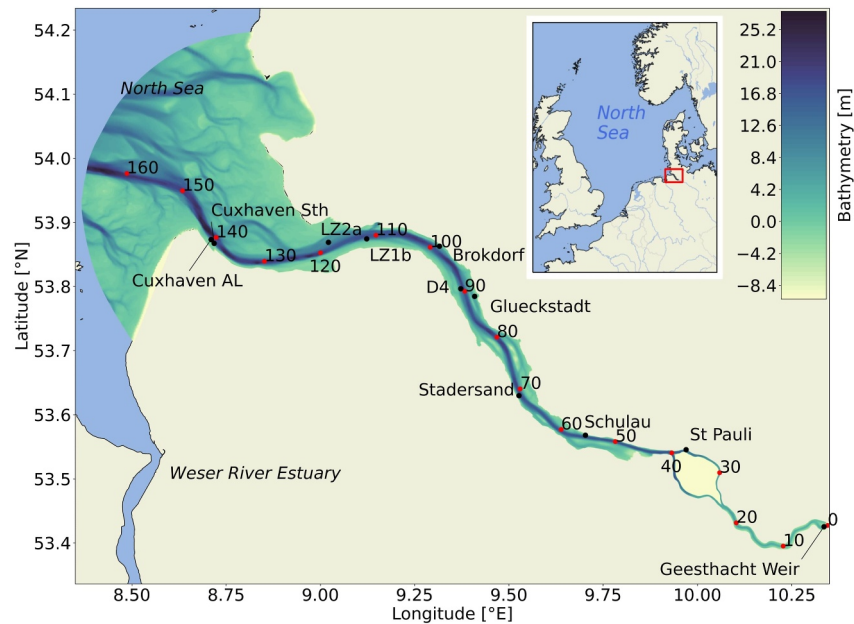 54.2
54.1
54.0
53.9
53.8
53.7
53.6
53.5
53.4
Latitude [°N]
8.50
8.75
9.00
9.25
9.50
9.75
10.00
10.25
Longitude [°E]
North Sea
160
150
Cuxhaven Sth
140
Cuxhaven AL
130
LZ2a
120
110
LZ1b
100
Brokdorf
D4
90
Glueckstadt
80
Stadersand
70
60
Schulau
50
St Pauli
40
30
20
10
0
Geesthacht Weir
Weser River Estuary
North
Sea
25.2
21.0
16.8
12.6
8.4
4.2
0.0
−4.2
−8.4
Bathymetry [m]